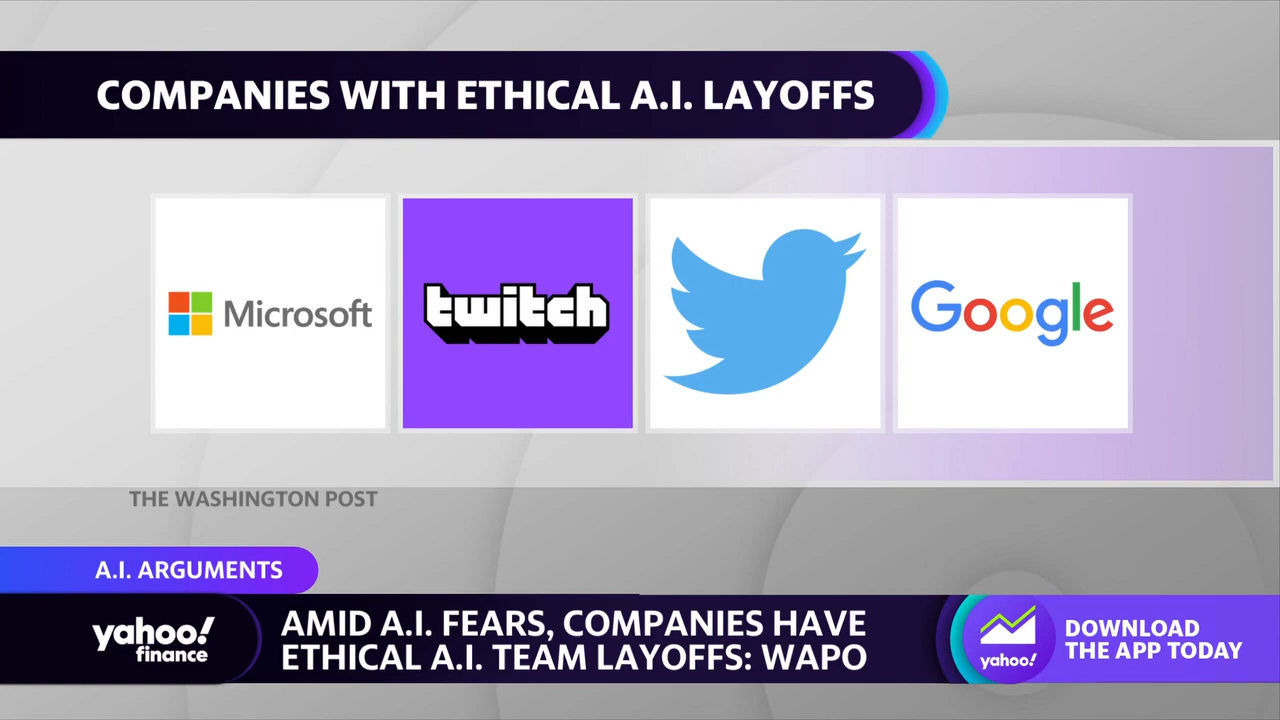 COMPANIES WITH ETHICAL A.I. LAYOFFS
Microsoft
twitch
Google
THE WASHINGTON POST
A.I. ARGUMENTS
yahoo!
finance
AMID A.I. FEARS, COMPANIES HAVE
ETHICAL A.I. TEAM LAYOFFS: WAPO
yahoo!
DOWNLOAD
THE APP TODAY